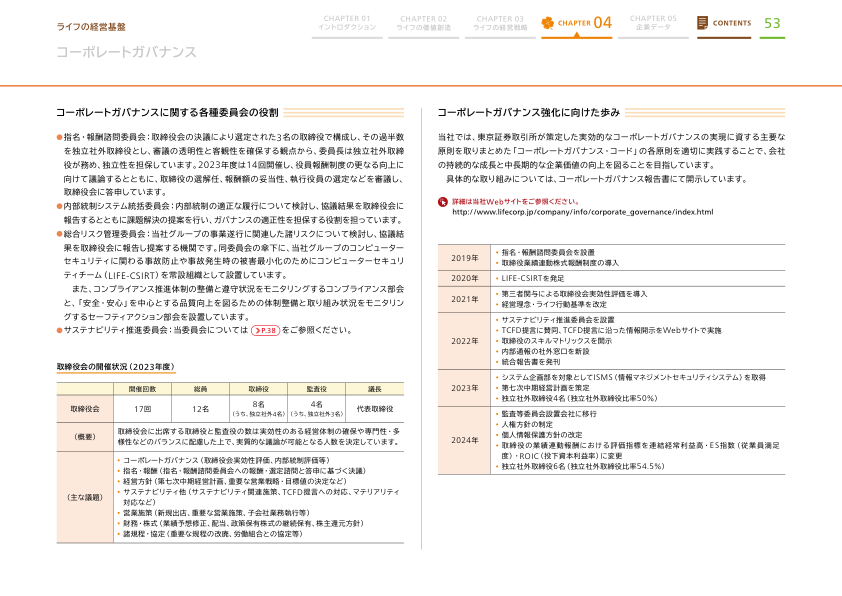 ライフの経営基盤
コーポレートガバナンス
CHAPTER 01
イントロダクション
CHAPTER 02
ライフの価値創造
CHAPTER 03
ライフの経営戦略
CHAPTER 04
CHAPTER 05
企業データ
CONTENTS
53
コーポレートガバナンスに関する各種委員会の役割
●指名・報酬諮問委員会：取締役会の決議により選定された3名の取締役で構成し、その過半数
を独立社外取締役とし、審議の透明性と客観性を確保する観点から、委員長は独立社外取締
役が務め、独立性を担保しています。2023年度は14回開催し、役員報酬制度の更なる向上に
向けて議論するとともに、取締役の選解任、報酬額の妥当性、執行役員の選定などを審議し、
取締役会に答申しています。
●内部統制システム統括委員会：内部統制の適正な履行について検討し、協議結果を取締役会に
報告するとともに課題解決の提案を行い、ガバナンスの適正性を担保する役割を担っています。
●総合リスク管理委員会：当社グループの事業遂行に関連した諸リスクについて検討し、協議結
果を取締役会に報告し提案する機関です。同委員会の傘下に、当社グループのコンピューター
セキュリティに関わる事故防止や事故発生時の被害最小化のためにコンピューターセキュリ
ティチーム（LIFE-CSIRT）を常設組織として設置しています。
また、コンプライアンス推進体制の整備と遵守状況をモニタリングするコンプライアンス部会
と、「安全・安心」を中心とする品質向上を図るための体制整備と取り組み状況をモニタリン
グするセーフティアクション部会を設置しています。
●サステナビリティ推進委員会：当委員会については P.38 をご参照ください。
取締役会の開催状況（2023年度）
開催回数 総員 取締役 監査役 議長
取締役会 17回 12名 8名（うち、独立社外4名） 4名（うち、独立社外3名） 代表取締役
（概要） 取締役会に出席する取締役と監査役の数は実効性のある経営体制の確保や専門性・多
様性などのバランスに配慮した上で、実質的な議論が可能となる人数を決定しています。
（主な議題）
・コーポレートガバナンス（取締役会実効性評価、内部統制評価等）
・指名・報酬（指名・報酬諮問委員会への報酬・選定諮問と答申に基づく決議）
・経営方針（第七次中期経営計画、重要な営業戦略・目標値の決定など）
・サステナビリティ他（サステナビリティ関連施策、TCFD提言への対応、マテリアリティ
対応など）
・営業施策（新規出店、重要な営業施策、子会社業務執行等）
・財務・株式（業績予想修正、配当、政策保有株式の継続保有、株主還元方針）
・諸規程・協定（重要な規程の改廃、労働組合との協定等）
コーポレートガバナンス強化に向けた歩み
当社では、東京証券取引所が策定した実効的なコーポレートガバナンスの実現に資する主要な
原則を取りまとめた「コーポレートガバナンス・コード」の各原則を適切に実践することで、会社
の持続的な成長と中長期的な企業価値の向上を図ることを目指しています。
具体的な取り組みについては、コーポレートガバナンス報告書にて開示しています。
詳細は当社Webサイトをご参照ください。
http://www.lifecorp.jp/company/info/corporate_governance/index.html
2019年
・指名・報酬諮問委員会を設置
・取締役業績連動株式報酬制度の導入
2020年
・LIFE-CSIRTを発足
2021年
・第三者関与による取締役会実効性評価を導入
・経営理念・ライフ行動基準を改定
2022年
・サステナビリティ推進委員会を設置
・TCFD提言に賛同、TCFD提言に沿った情報開示をWebサイトで実施
・取締役のスキルマトリックスを開示
・内部通報の社外窓口を新設
・統合報告書を発刊
2023年
・システム企画部を対象としてISMS（情報マネジメントセキュリティシステム）を取得
・第七次中期経営計画を策定
・独立社外取締役4名（独立社外取締役比率50%）
2024年
・監査等委員会設置会社に移行
・人権方針の制定
・個人情報保護方針の改定
・取締役の業績連動報酬における評価指標を連結経常利益高・ES指数（従業員満足
度）・ROIC（投下資本利益率）に変更
・独立社外取締役6名（独立社外取締役比率54.5%）